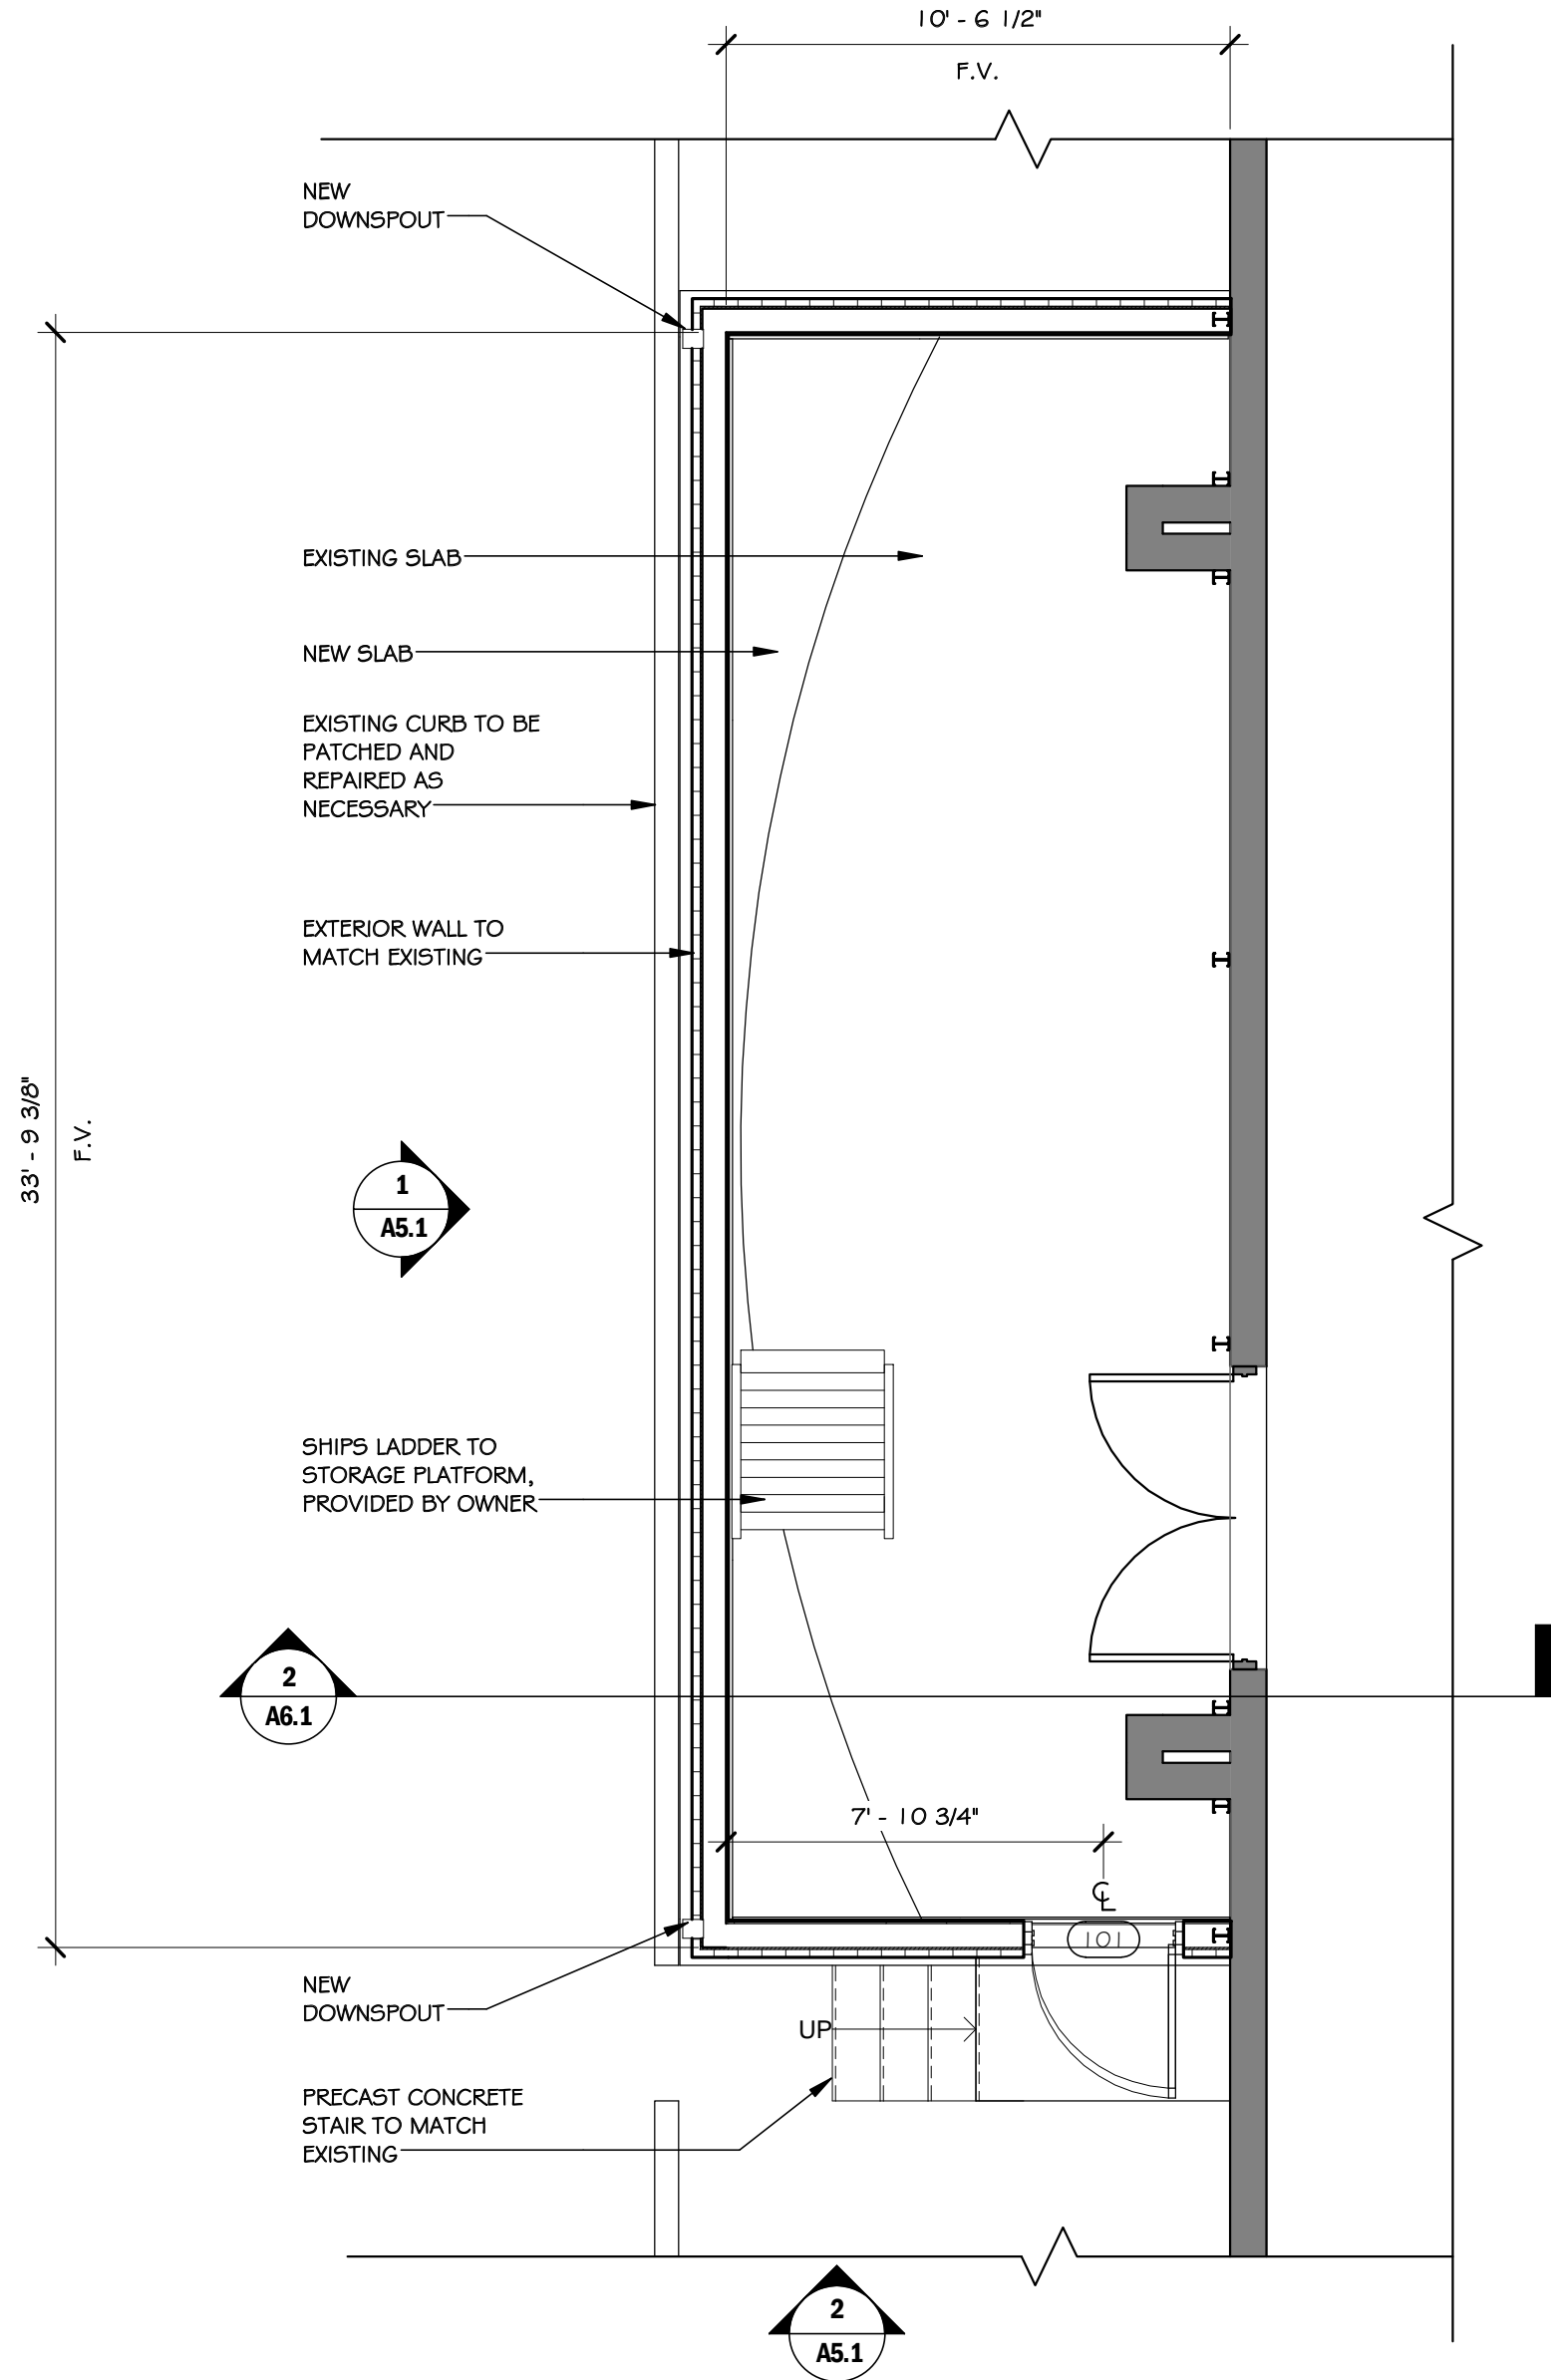 10' - 6 1/2"
F.V.
NEW
DOWNSPOUT
EXISTING SLAB
NEW SLAB
EXISTING CURB TO BE
PATCHED AND
REPAIRED AS
NECESSARY
EXTERIOR WALL TO
MATCH EXISTING
33' - 9 3/8"
F.V.
1
A5.1
SHIPS LADDER TO
STORAGE PLATFORM,
PROVIDED BY OWNER
2
A6.1
7' - 10 3/4"
CL
101
NEW
DOWNSPOUT
UP
PRECAST CONCRETE
STAIR TO MATCH
EXISTING
2
A5.1